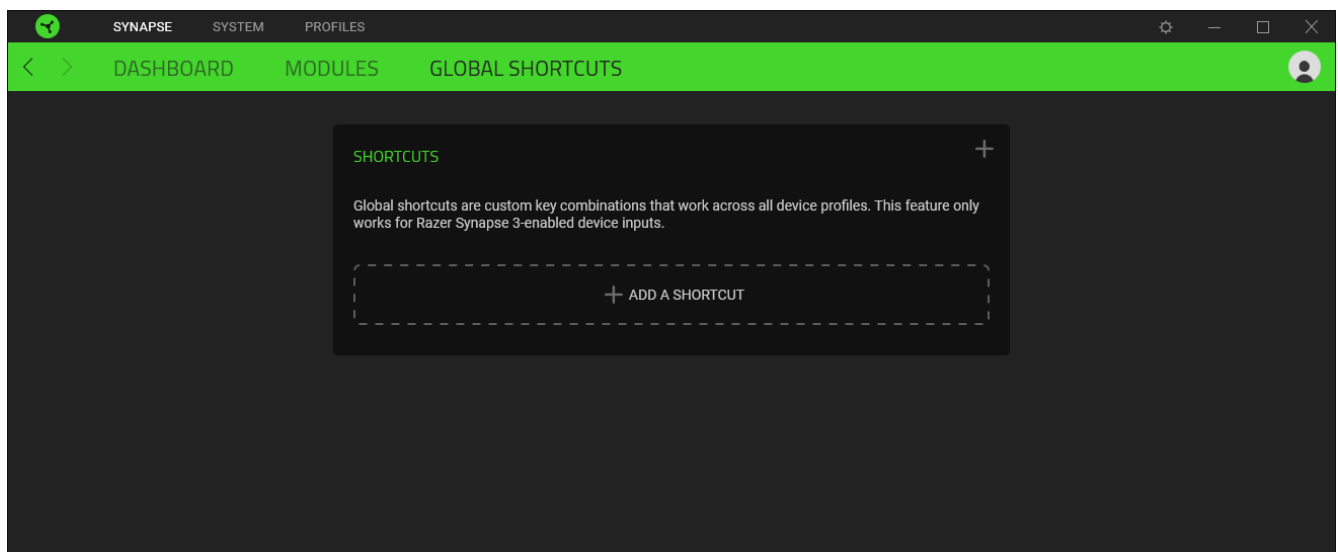 SYNAPSE SYSTEM PROFILES
DASHBOARD MODULES GLOBAL SHORTCUTS
SHORTCUTS
Global shortcuts are custom key combinations that work across all device profiles. This feature only
works for Razer Synapse 3-enabled device inputs.
ADD A SHORTCUT